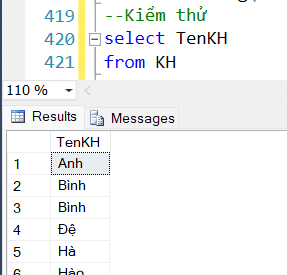 419 --Kiểm thử
420 select TenKH
421 from KH
110 %
Results Messages
TenKH
1 Anh
2 Bình
3 Bình
4 Đệ
5 Hà
Hào